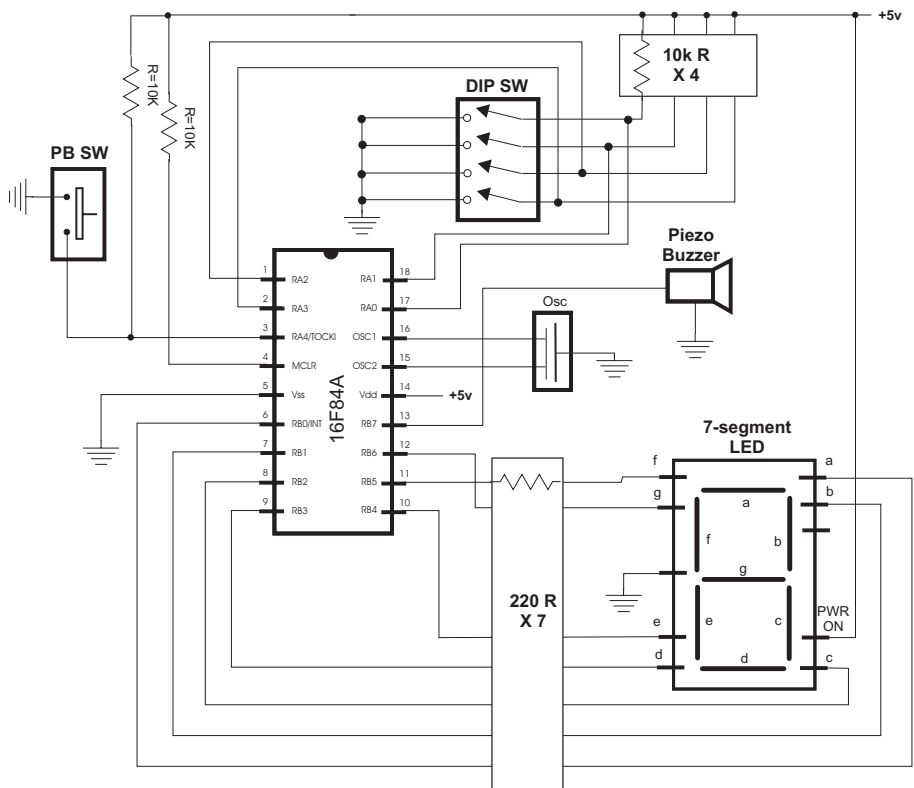 +5v
10k R
X 4
R=10K
R=10K
DIP SW
PB SW
Piezo
Buzzer
Osc
16F84A
1 RA2 RA1 18
2 RA3 RA0 17
3 RA4/TOCKI OSC1 16
4 MCLR OSC2 15
5 Vss Vdd 14 +5v
6 RB0/INT RB7 13
7 RB1 RB6 12
8 RB2 RB5 11
9 RB3 RB4 10
7-segment
LED
f a
g a b
f b
g
220 R
X 7
PWR
ON
e e c
d d c